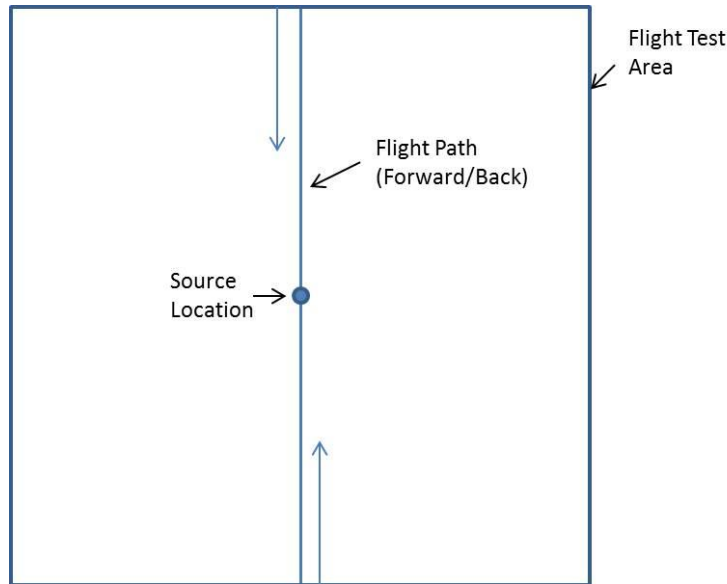 Flight Test
Area
Flight Path
(Forward/Back)
Source
Location